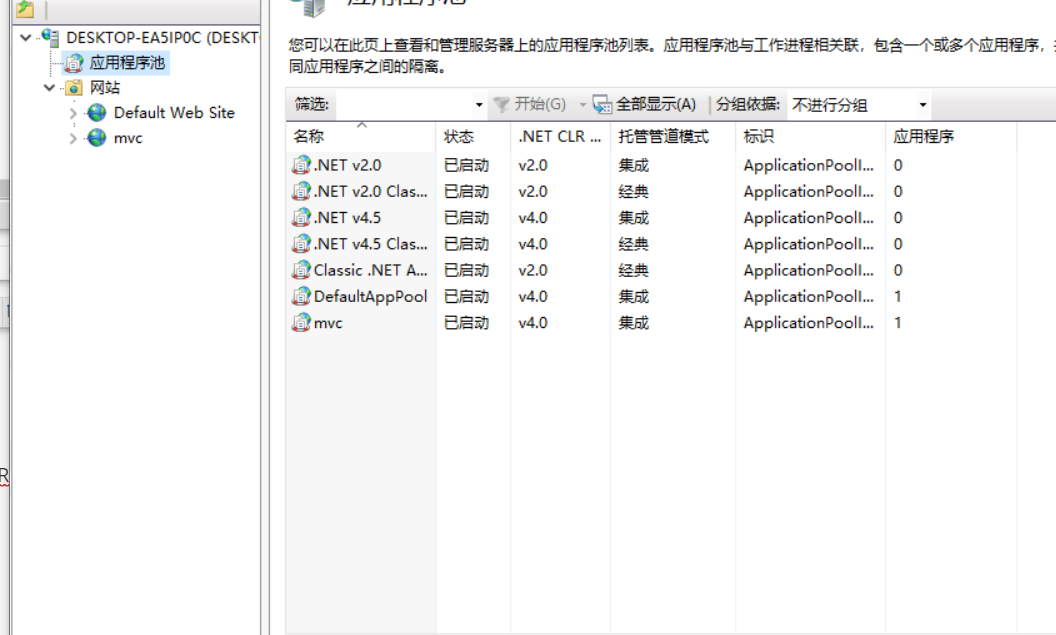 应用程序池
DESKTOP-EA5IP0C (DESKT
应用程序池
网站
Default Web Site
mvc
您可以在此页上查看和管理服务器上的应用程序池列表。应用程序池与工作进程相关联，包含一个或多个应用程序，
同应用程序之间的隔离。
筛选: 开始(G) 全部显示(A) 分组依据: 不进行分组
名称 状态 .NET CLR ... 托管管道模式 标识 应用程序
.NET v2.0 已启动 v2.0 集成 ApplicationPoolI... 0
.NET v2.0 Clas... 已启动 v2.0 经典 ApplicationPoolI... 0
.NET v4.5 已启动 v4.0 集成 ApplicationPoolI... 0
.NET v4.5 Clas... 已启动 v4.0 经典 ApplicationPoolI... 0
Classic .NET A... 已启动 v2.0 经典 ApplicationPoolI... 0
DefaultAppPool 已启动 v4.0 集成 ApplicationPoolI... 1
mvc 已启动 v4.0 集成 ApplicationPoolI... 1
R